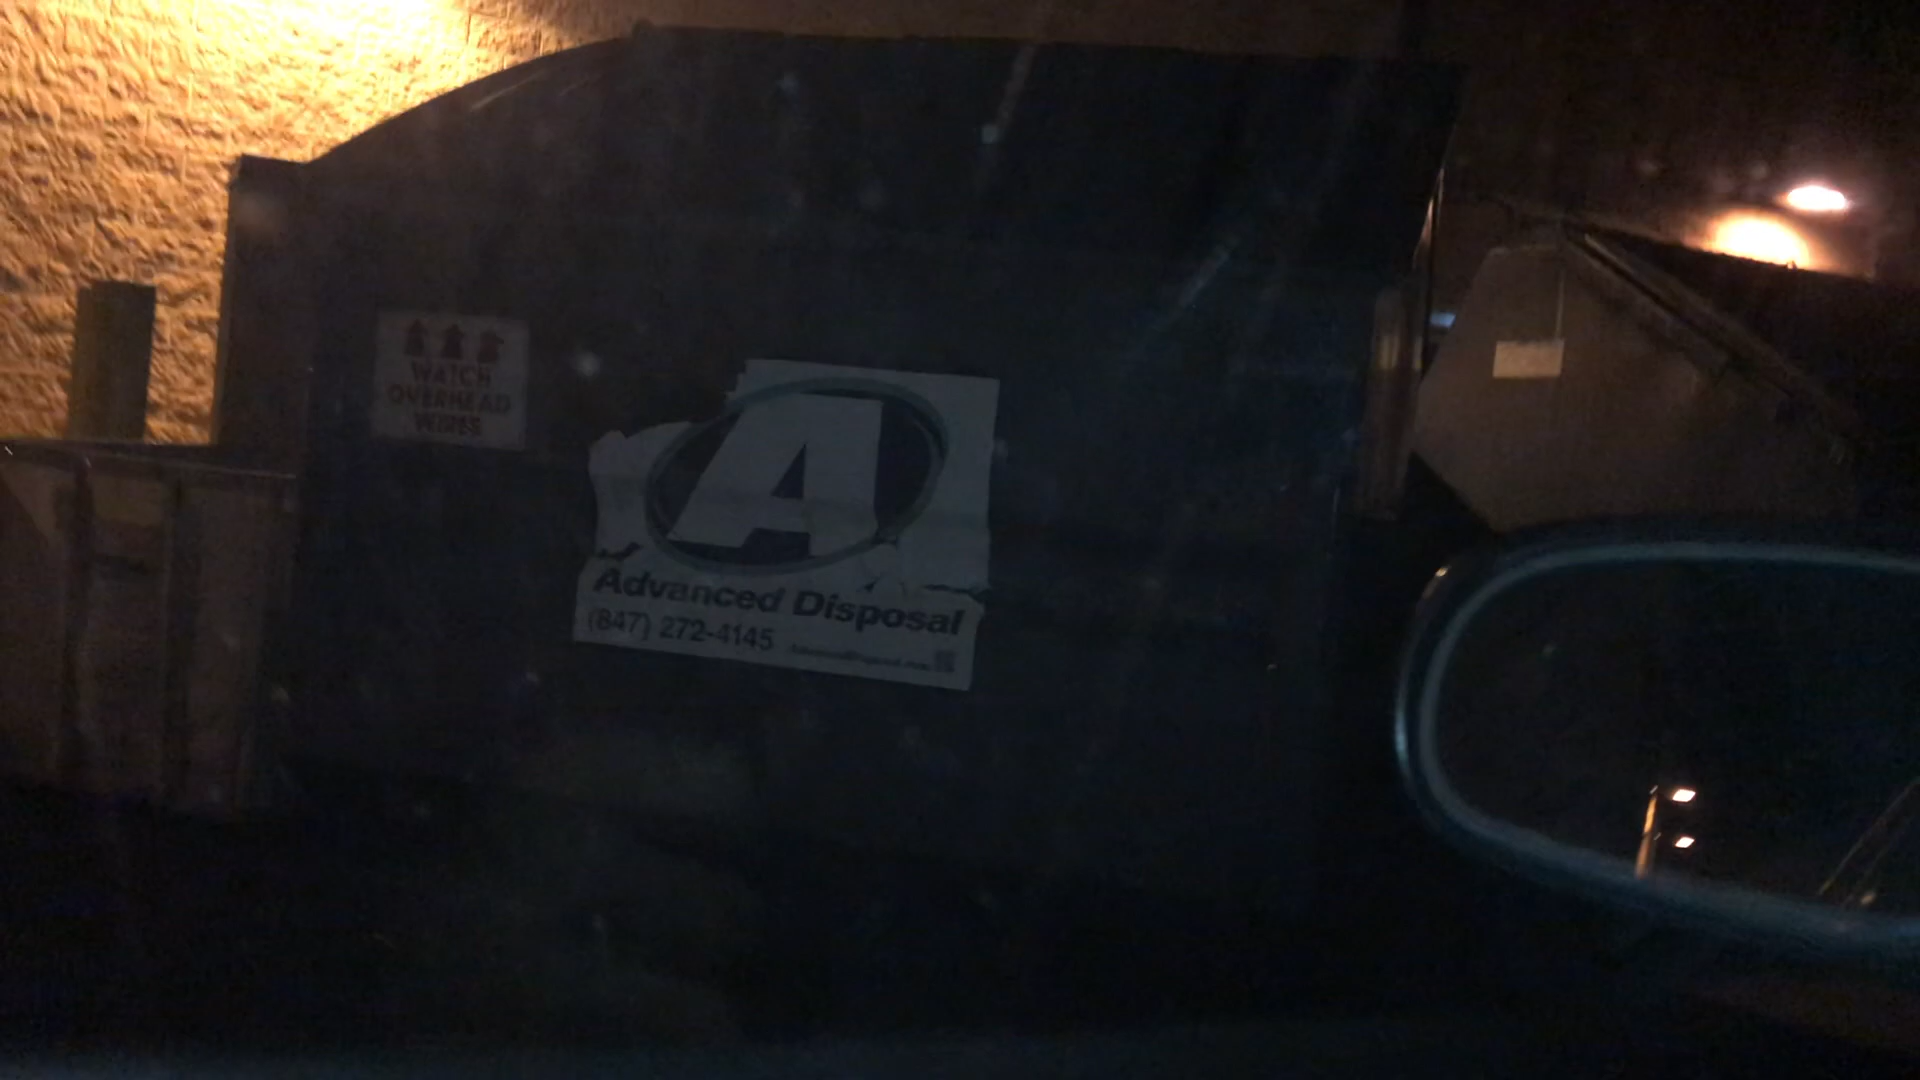 WATCH
OVERHEAD
WIRES
A
Advanced Disposal
(847) 272-4145